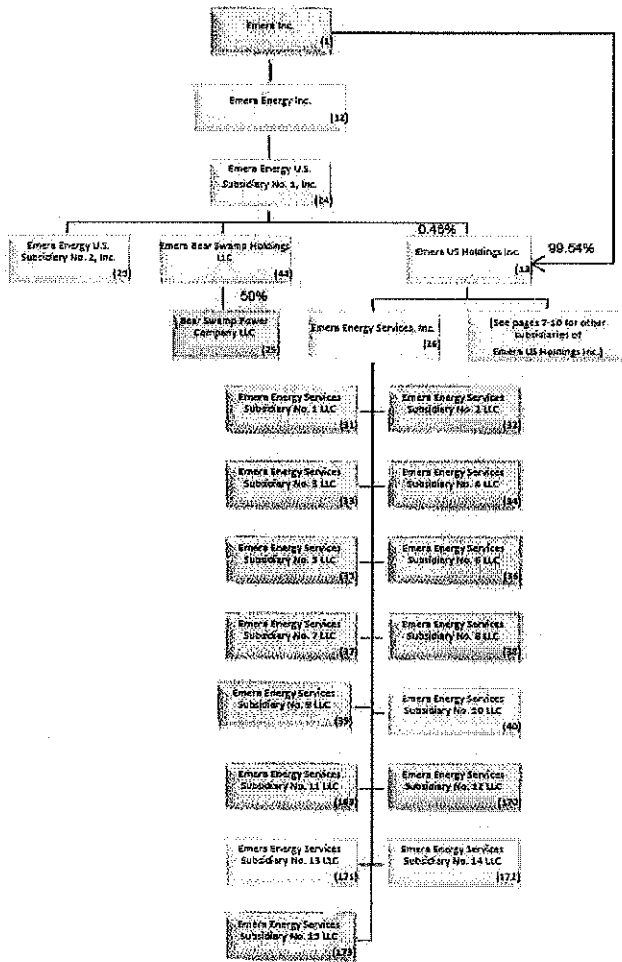 Emera Inc.
(1)
Emera Energy Inc.
(12)
Emera Energy U.S.
Subsidiary No. 1, Inc.
(24)
0.46%
99.54%
Emera Energy U.S.
Subsidiary No. 2, Inc.
Emera Bear Swamp Holdings
LLC
(44)
Emera US Holdings Inc.
(13)
50%
Bear Swamp Power
Company LLC
(25)
Emera Energy Services, Inc.
(26)
(See pages 7-10 for other
subsidiaries of
Emera US Holdings Inc.)
Emera Energy Services
Subsidiary No. 1 LLC
(31)
Emera Energy Services
Subsidiary No. 2 LLC
(32)
Emera Energy Services
Subsidiary No. 3 LLC
(33)
Emera Energy Services
Subsidiary No. 4 LLC
(34)
Emera Energy Services
Subsidiary No. 5 LLC
(35)
Emera Energy Services
Subsidiary No. 6 LLC
(36)
Emera Energy Services
Subsidiary No. 7 LLC
(37)
Emera Energy Services
Subsidiary No. 8 LLC
(38)
Emera Energy Services
Subsidiary No. 9 LLC
(39)
Emera Energy Services
Subsidiary No. 10 LLC
(40)
Emera Energy Services
Subsidiary No. 11 LLC
(169)
Emera Energy Services
Subsidiary No. 12 LLC
(170)
Emera Energy Services
Subsidiary No. 13 LLC
(171)
Emera Energy Services
Subsidiary No. 14 LLC
(172)
Emera Energy Services
Subsidiary No. 15 LLC
(173)